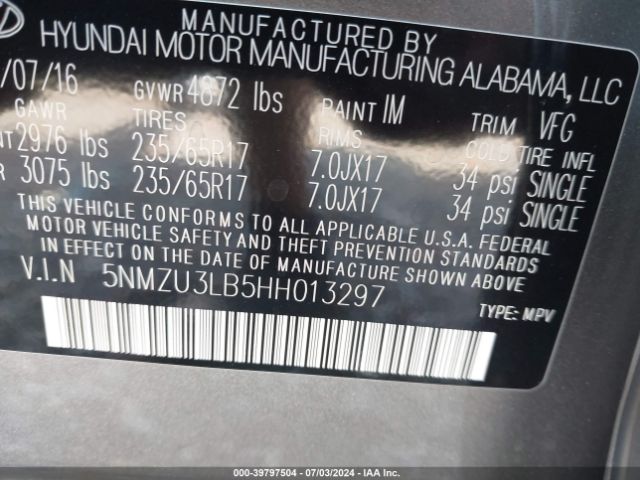 MANUFACTURED BY
HYUNDAI MOTOR MANUFACTURING ALABAMA, LLC
/07/16 GVWR 4872 lbs PAINT IM TRIM VFG
GAWR TIRES RIMS COLD TIRE INFL
NT 2976 lbs 235/65R17 7.0JX17 34 psi SINGLE
R 3075 lbs 235/65R17 7.0JX17 34 psi SINGLE
THIS VEHICLE CONFORMS TO ALL APPLICABLE U.S.A. FEDERAL
MOTOR VEHICLE SAFETY AND THEFT PREVENTION STANDARDS
IN EFFECT ON THE DATE OF MANUFACTURE SHOWN ABOVE
V.I.N 5NMZU3LB5HH013297
TYPE: MPV
000-39797504 - 07/03/2024 - IAA Inc.